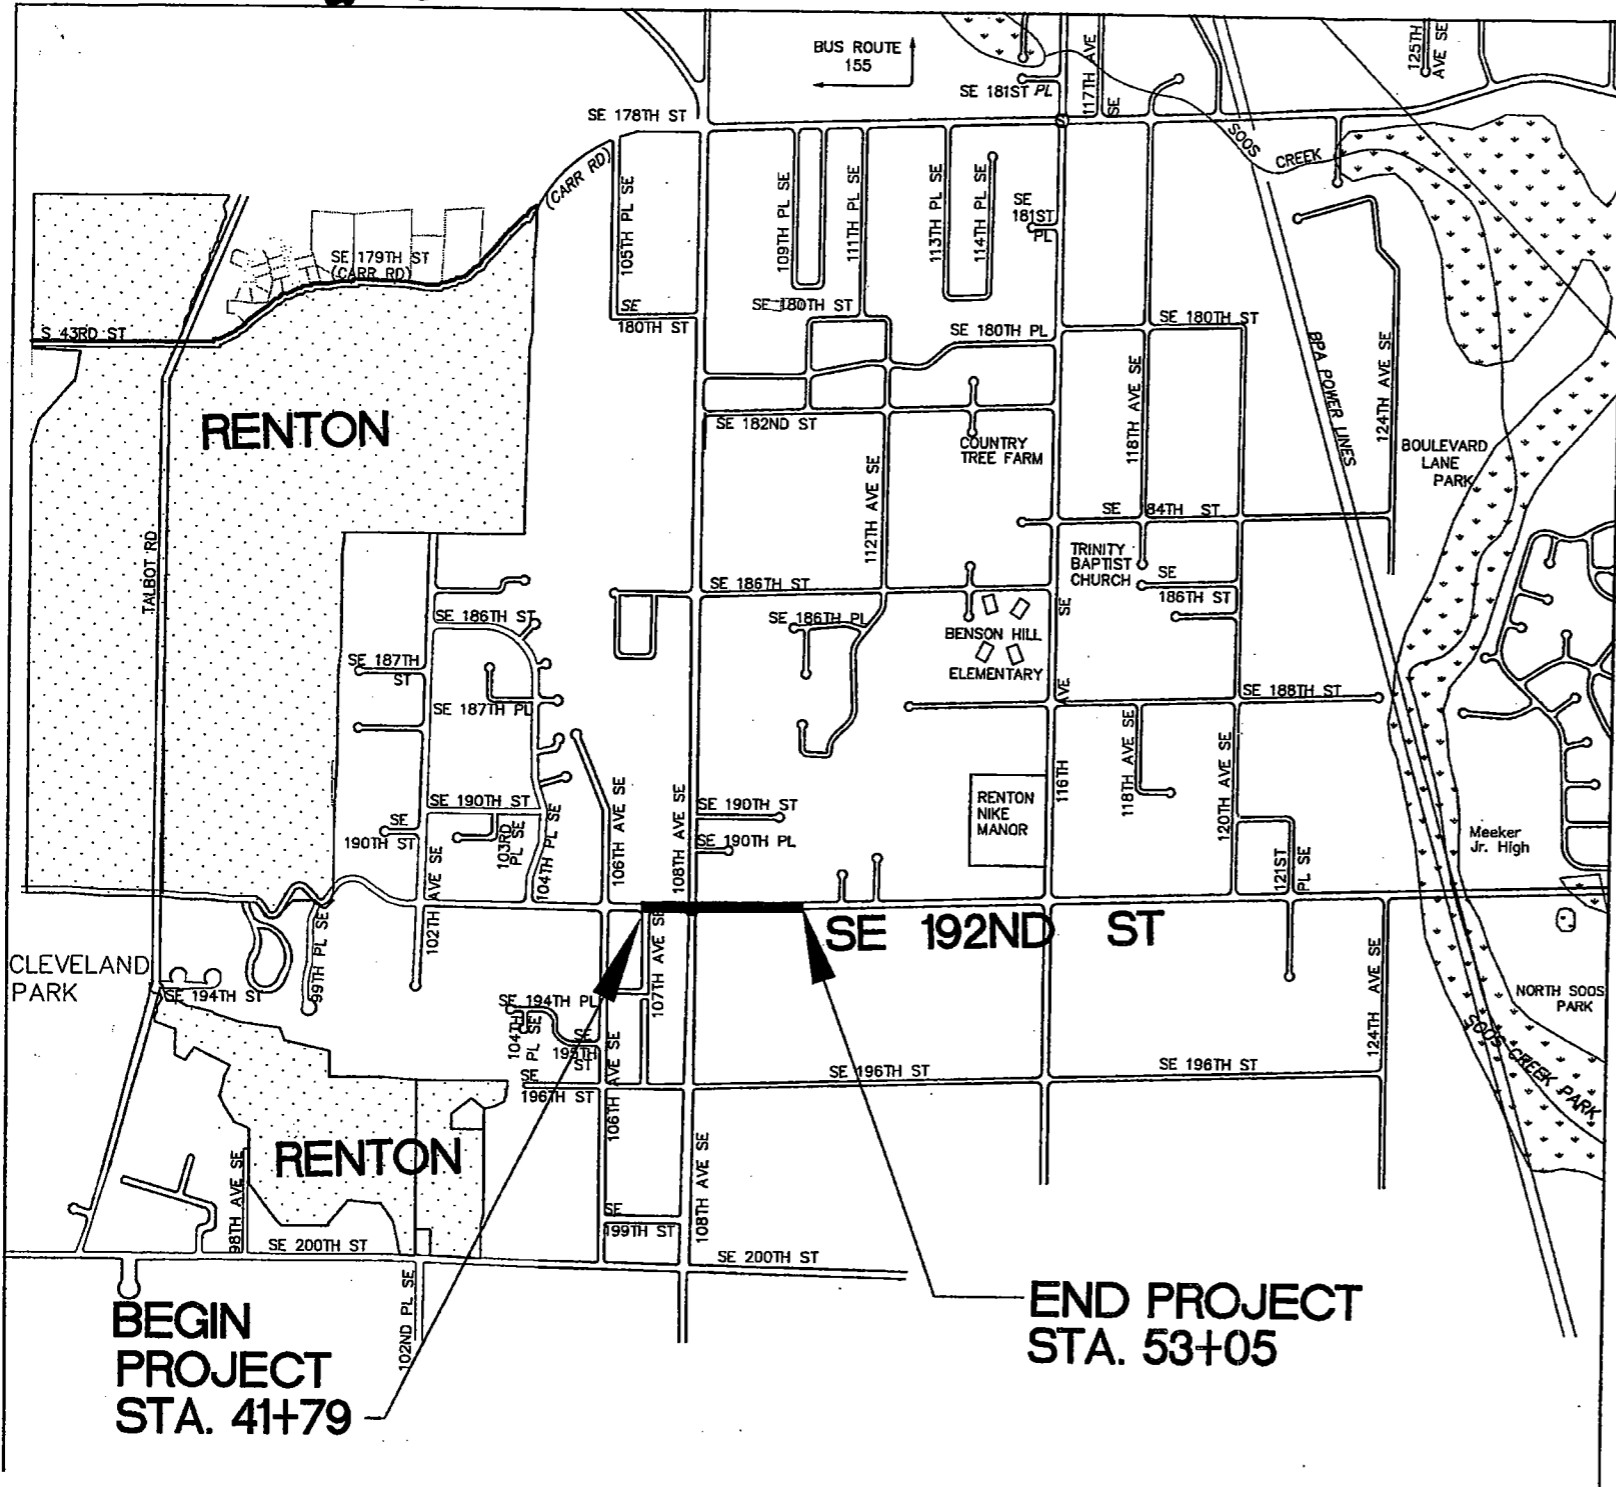 BUS ROUTE
155
SE 181ST PL
117TH AVE
SE
125TH
AVE SE
SE 178TH ST
SOOS
CREEK
(CARR RD)
105TH PL SE
109TH PL SE
111TH PL SE
113TH PL SE
114TH PL SE
SE
181ST
PL
SE 179TH ST
(CARR RD)
S 43RD ST
SE
180TH ST
SE 180TH ST
SE 180TH PL
SE 180TH ST
BPA POWER LINES
124TH AVE SE
118TH AVE SE
RENTON
SE 182ND ST
COUNTRY
TREE FARM
BOULEVARD
LANE
PARK
112TH AVE SE
SE 84TH ST
TALBOT RD
TRINITY
BAPTIST
CHURCH
SE
186TH ST
SE 186TH ST
SE 186TH ST
SE 186TH PL
BENSON HILL
ELEMENTARY
SE 187TH
ST
SE 187TH PL
SE 188TH ST
116TH
AVE
SE
118TH AVE SE
120TH AVE SE
RENTON
NIKE
MANOR
SE 190TH ST
SE
190TH ST
103RD
PL SE
104TH PL SE
106TH AVE SE
108TH AVE SE
SE 190TH ST
SE 190TH PL
121ST
PL SE
Meeker
Jr. High
102TH AVE SE
99TH PL SE
107TH AVE SE
SE 192ND ST
CLEVELAND
PARK
SE 194TH ST
SE 194TH PL
104TH
PL SE
SE
195TH
ST
SE
196TH ST
106TH AVE SE
SE 196TH ST
SE 196TH ST
124TH AVE SE
NORTH SOOS
PARK
SOOS CREEK PARK
RENTON
98TH AVE SE
108TH AVE SE
SE
199TH ST
SE 200TH ST
SE 200TH ST
102ND PL SE
BEGIN
PROJECT
STA. 41+79
END PROJECT
STA. 53+05